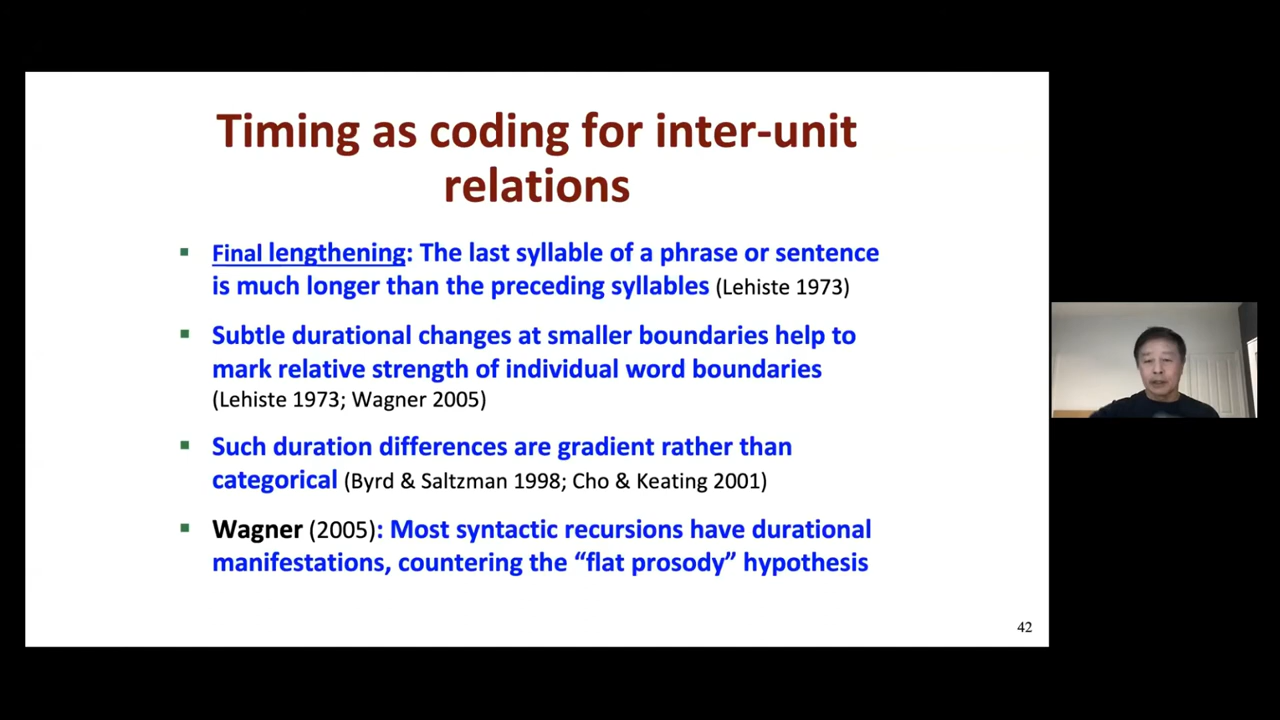 Timing as coding for inter-unit
relations
▪ Final lengthening: The last syllable of a phrase or sentence
is much longer than the preceding syllables (Lehiste 1973)
▪ Subtle durational changes at smaller boundaries help to
mark relative strength of individual word boundaries
(Lehiste 1973; Wagner 2005)
▪ Such duration differences are gradient rather than
categorical (Byrd & Saltzman 1998; Cho & Keating 2001)
▪ Wagner (2005): Most syntactic recursions have durational
manifestations, countering the “flat prosody” hypothesis
42